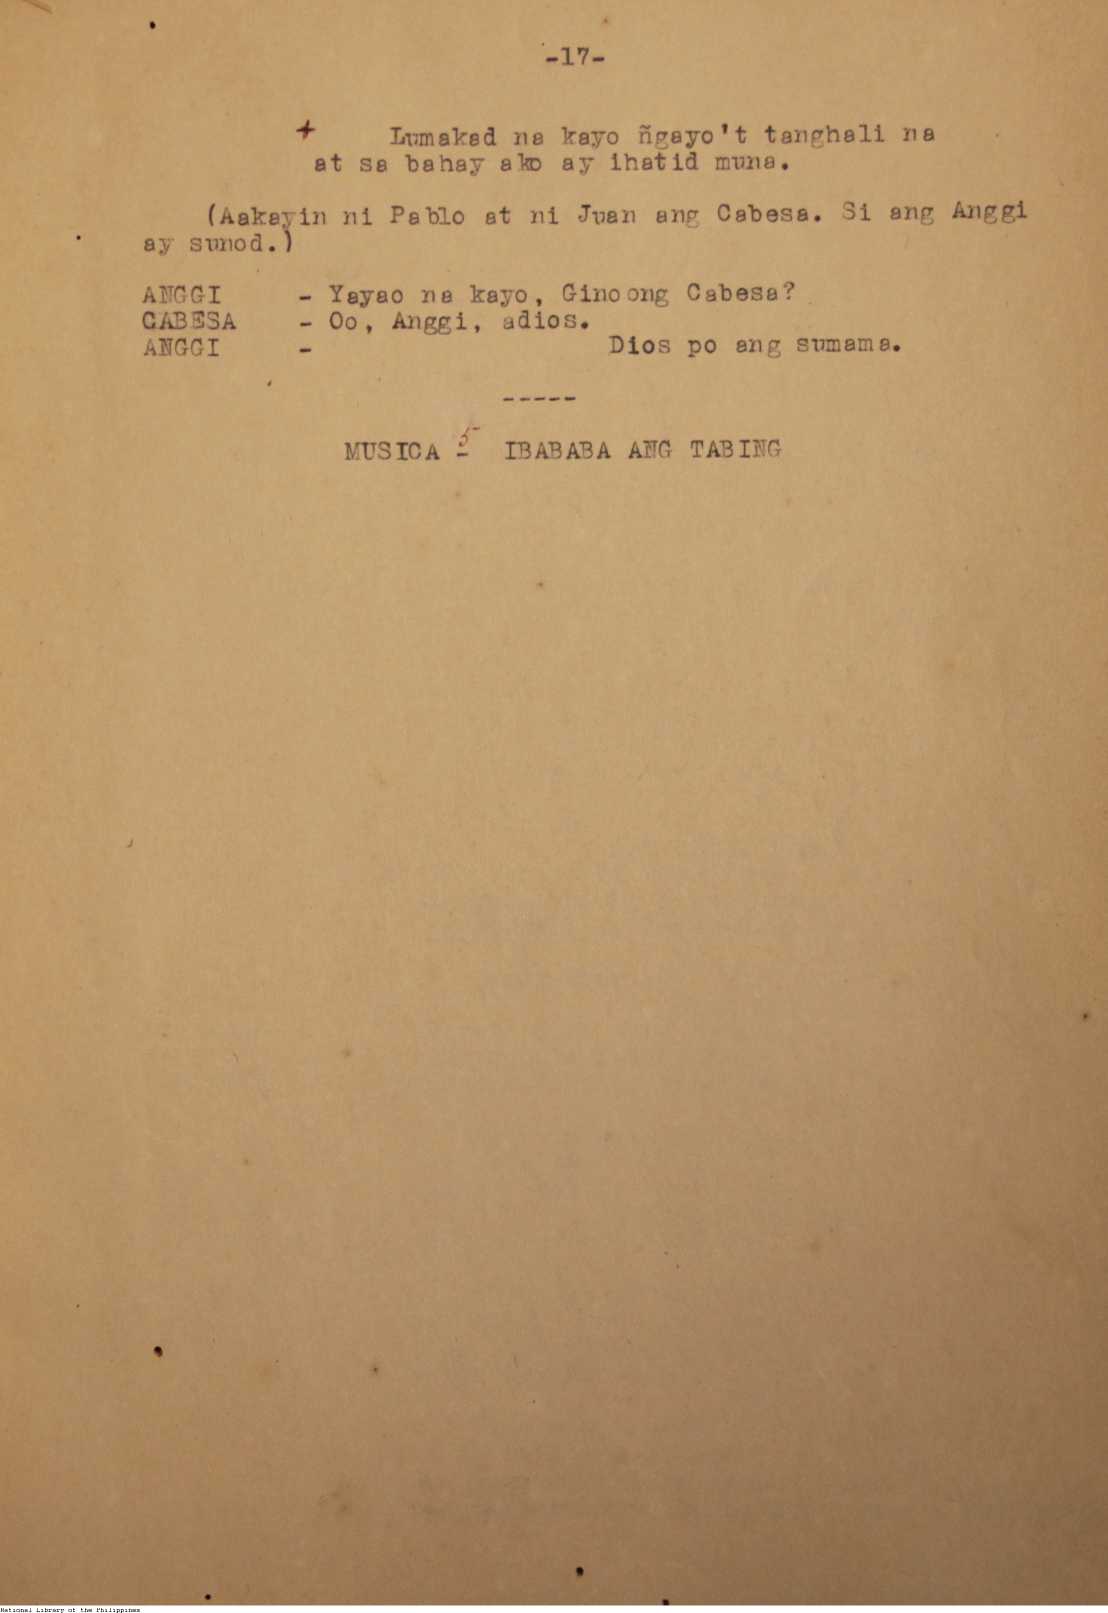 -17-
+ Lumakad na kayo ñgayo't tanghali na
at sa bahay ako ay ihatid muna.
(Aakayin ni Pablo at ni Juan ang Cabesa. Si ang Anggi
ay sunod.)
ANGGI - Yayao na kayo, Ginoong Cabesa?
CABESA - Oo, Anggi, adios.
ANGGI - Dios po ang sumama.
-----
MUSICA 5 - IBABABA ANG TABING
National Library of the Philippines